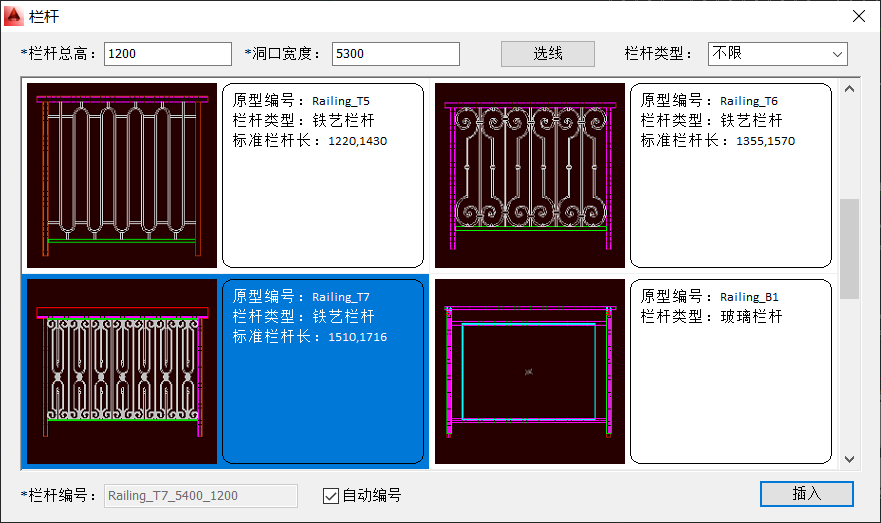 栏杆
*栏杆总高： 1200 *洞口宽度： 5300 选线 栏杆类型： 不限
原型编号：Railing_T5
栏杆类型：铁艺栏杆
标准栏杆长：1220,1430
原型编号：Railing_T6
栏杆类型：铁艺栏杆
标准栏杆长：1355,1570
原型编号：Railing_T7
栏杆类型：铁艺栏杆
标准栏杆长：1510,1716
原型编号：Railing_B1
栏杆类型：玻璃栏杆
*栏杆编号： Railing_T7_5400_1200 自动编号 插入